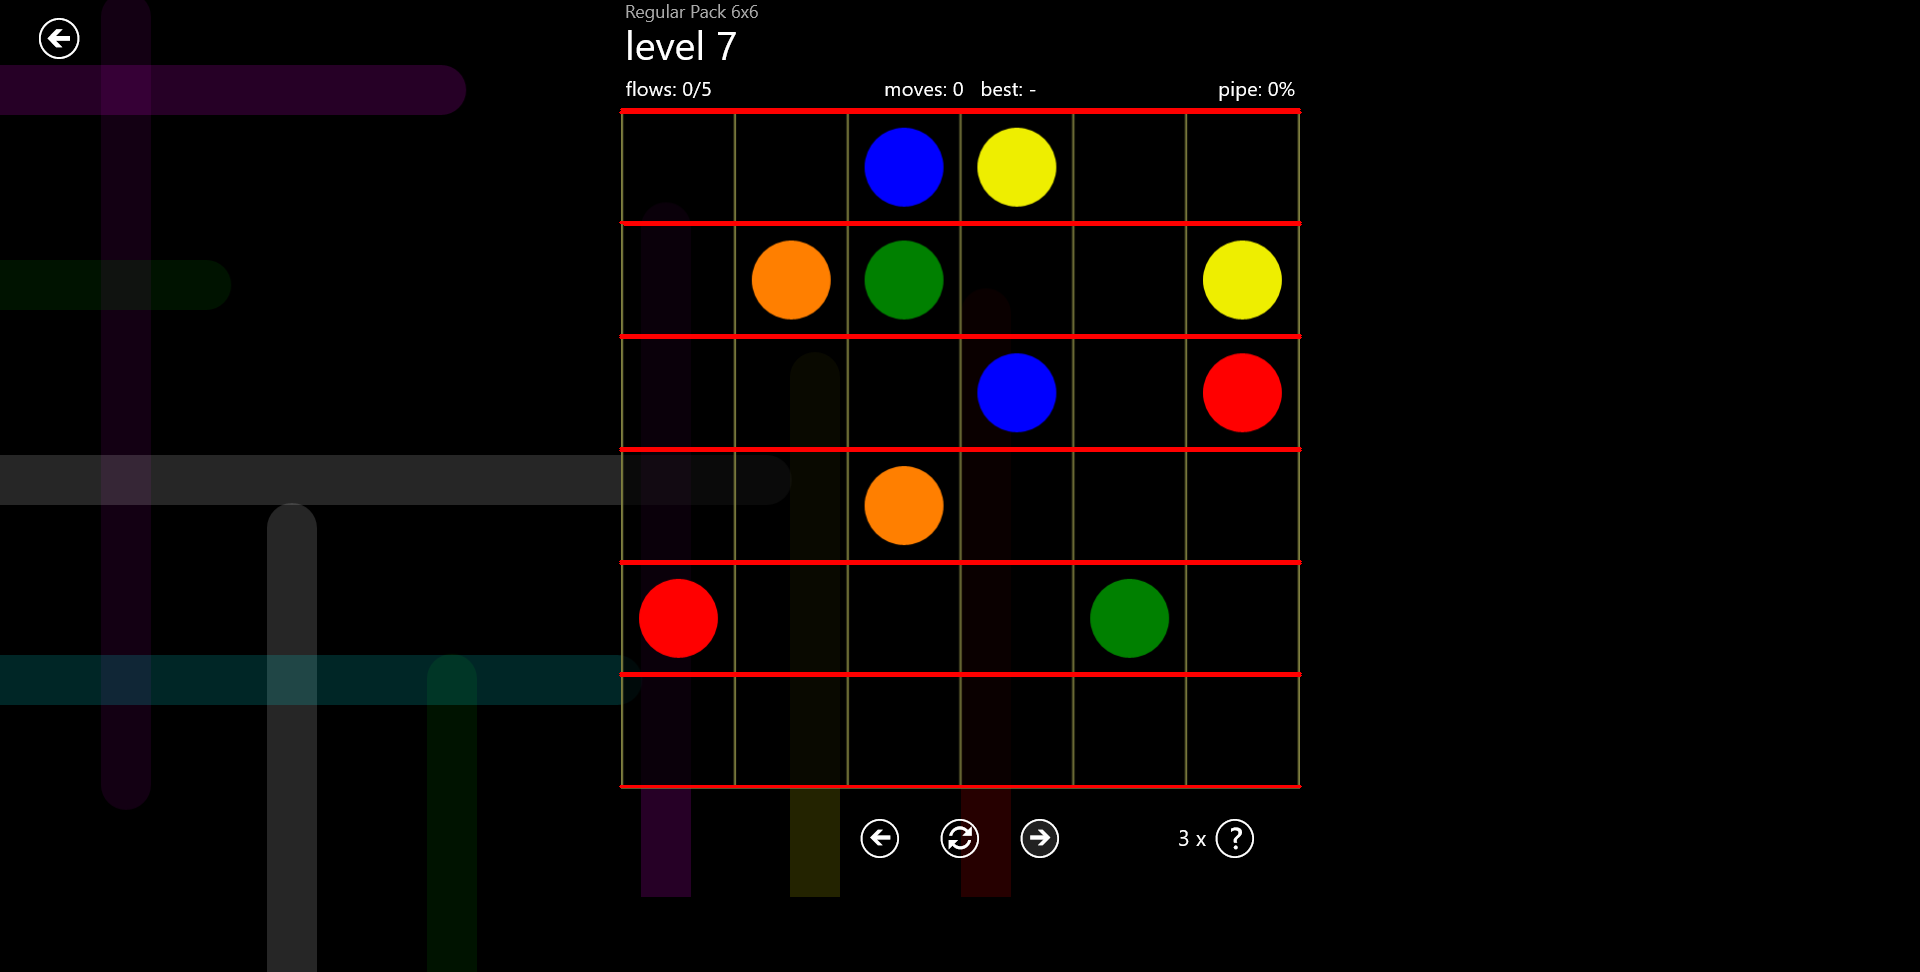 Regular Pack 6x6
level 7
flows: 0/5 moves: 0 best: - pipe: 0%
3 x ?